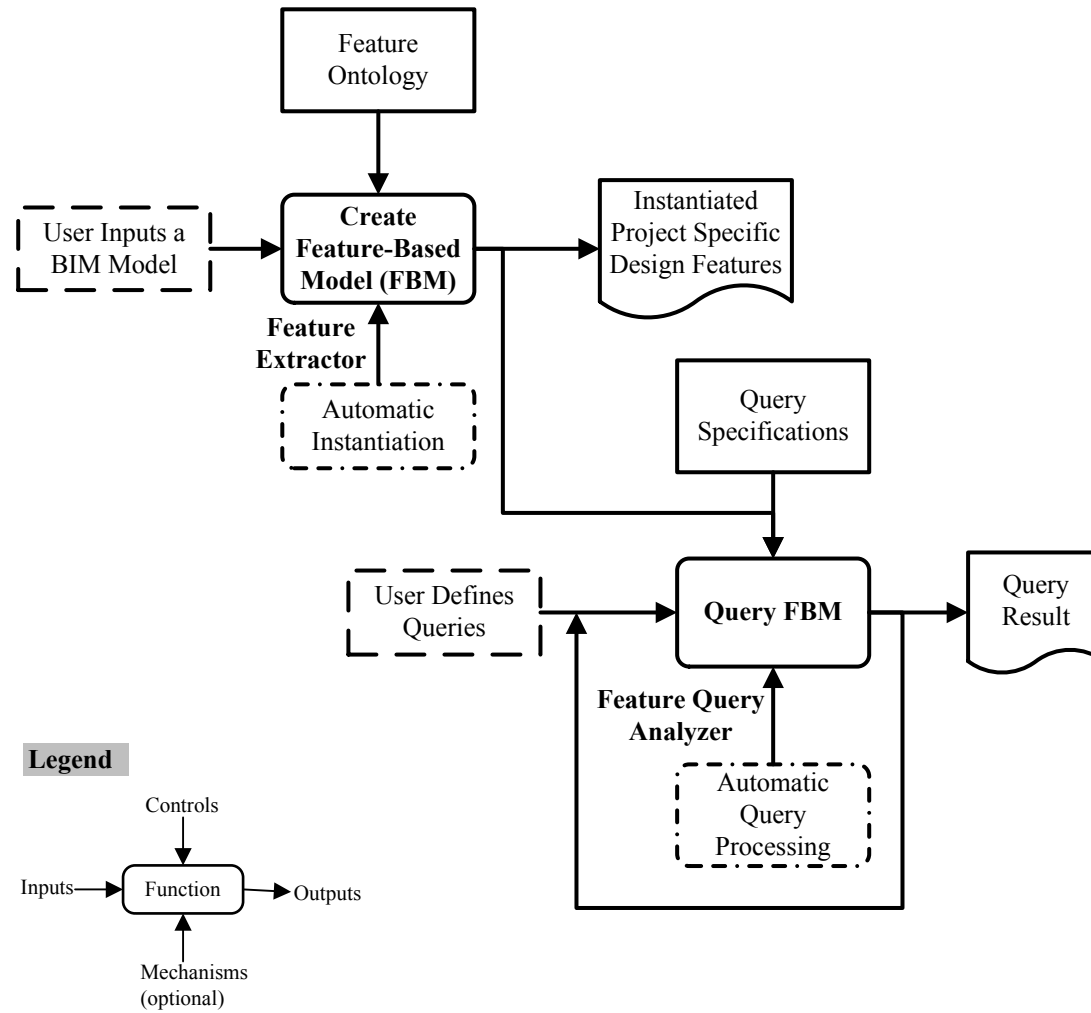 Feature
Ontology
User Inputs a
BIM Model
Create
Feature-Based
Model (FBM)
Instantiated
Project Specific
Design Features
Feature
Extractor
Automatic
Instantiation
Query
Specifications
User Defines
Queries
Query FBM
Query
Result
Feature Query
Analyzer
Automatic
Query
Processing
Legend
Controls
Inputs
Function
Outputs
Mechanisms
(optional)